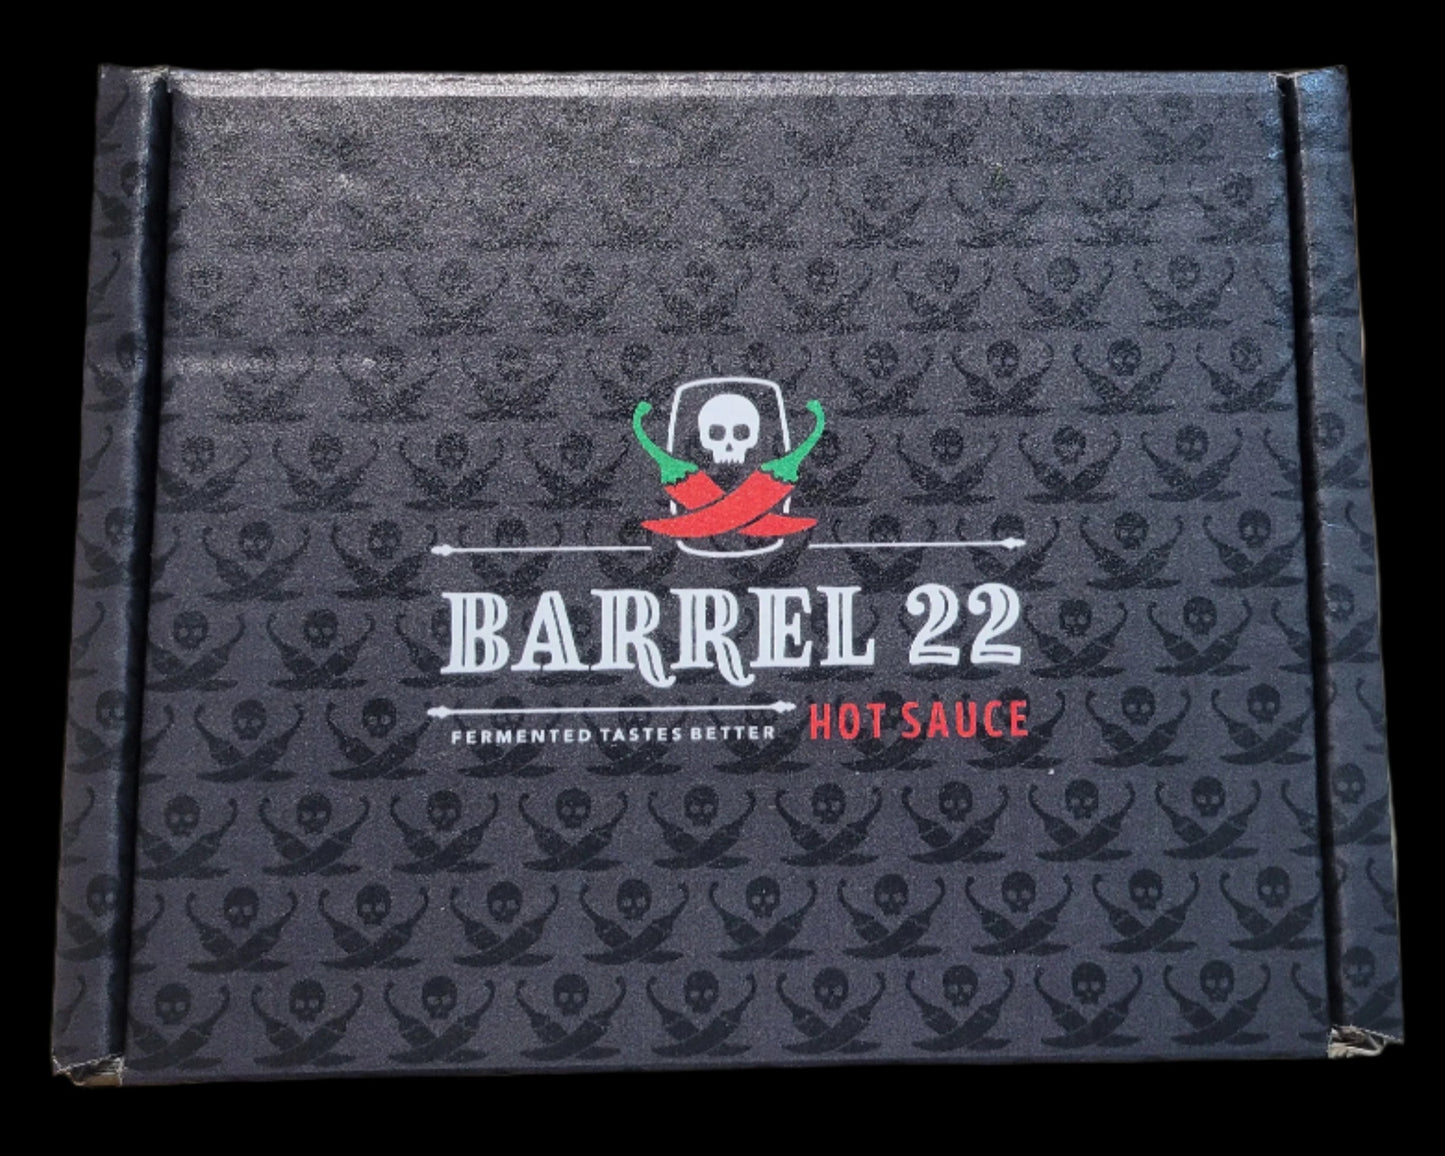 BARREL 22
HOT SAUCE
FERMENTED TASTES BETTER